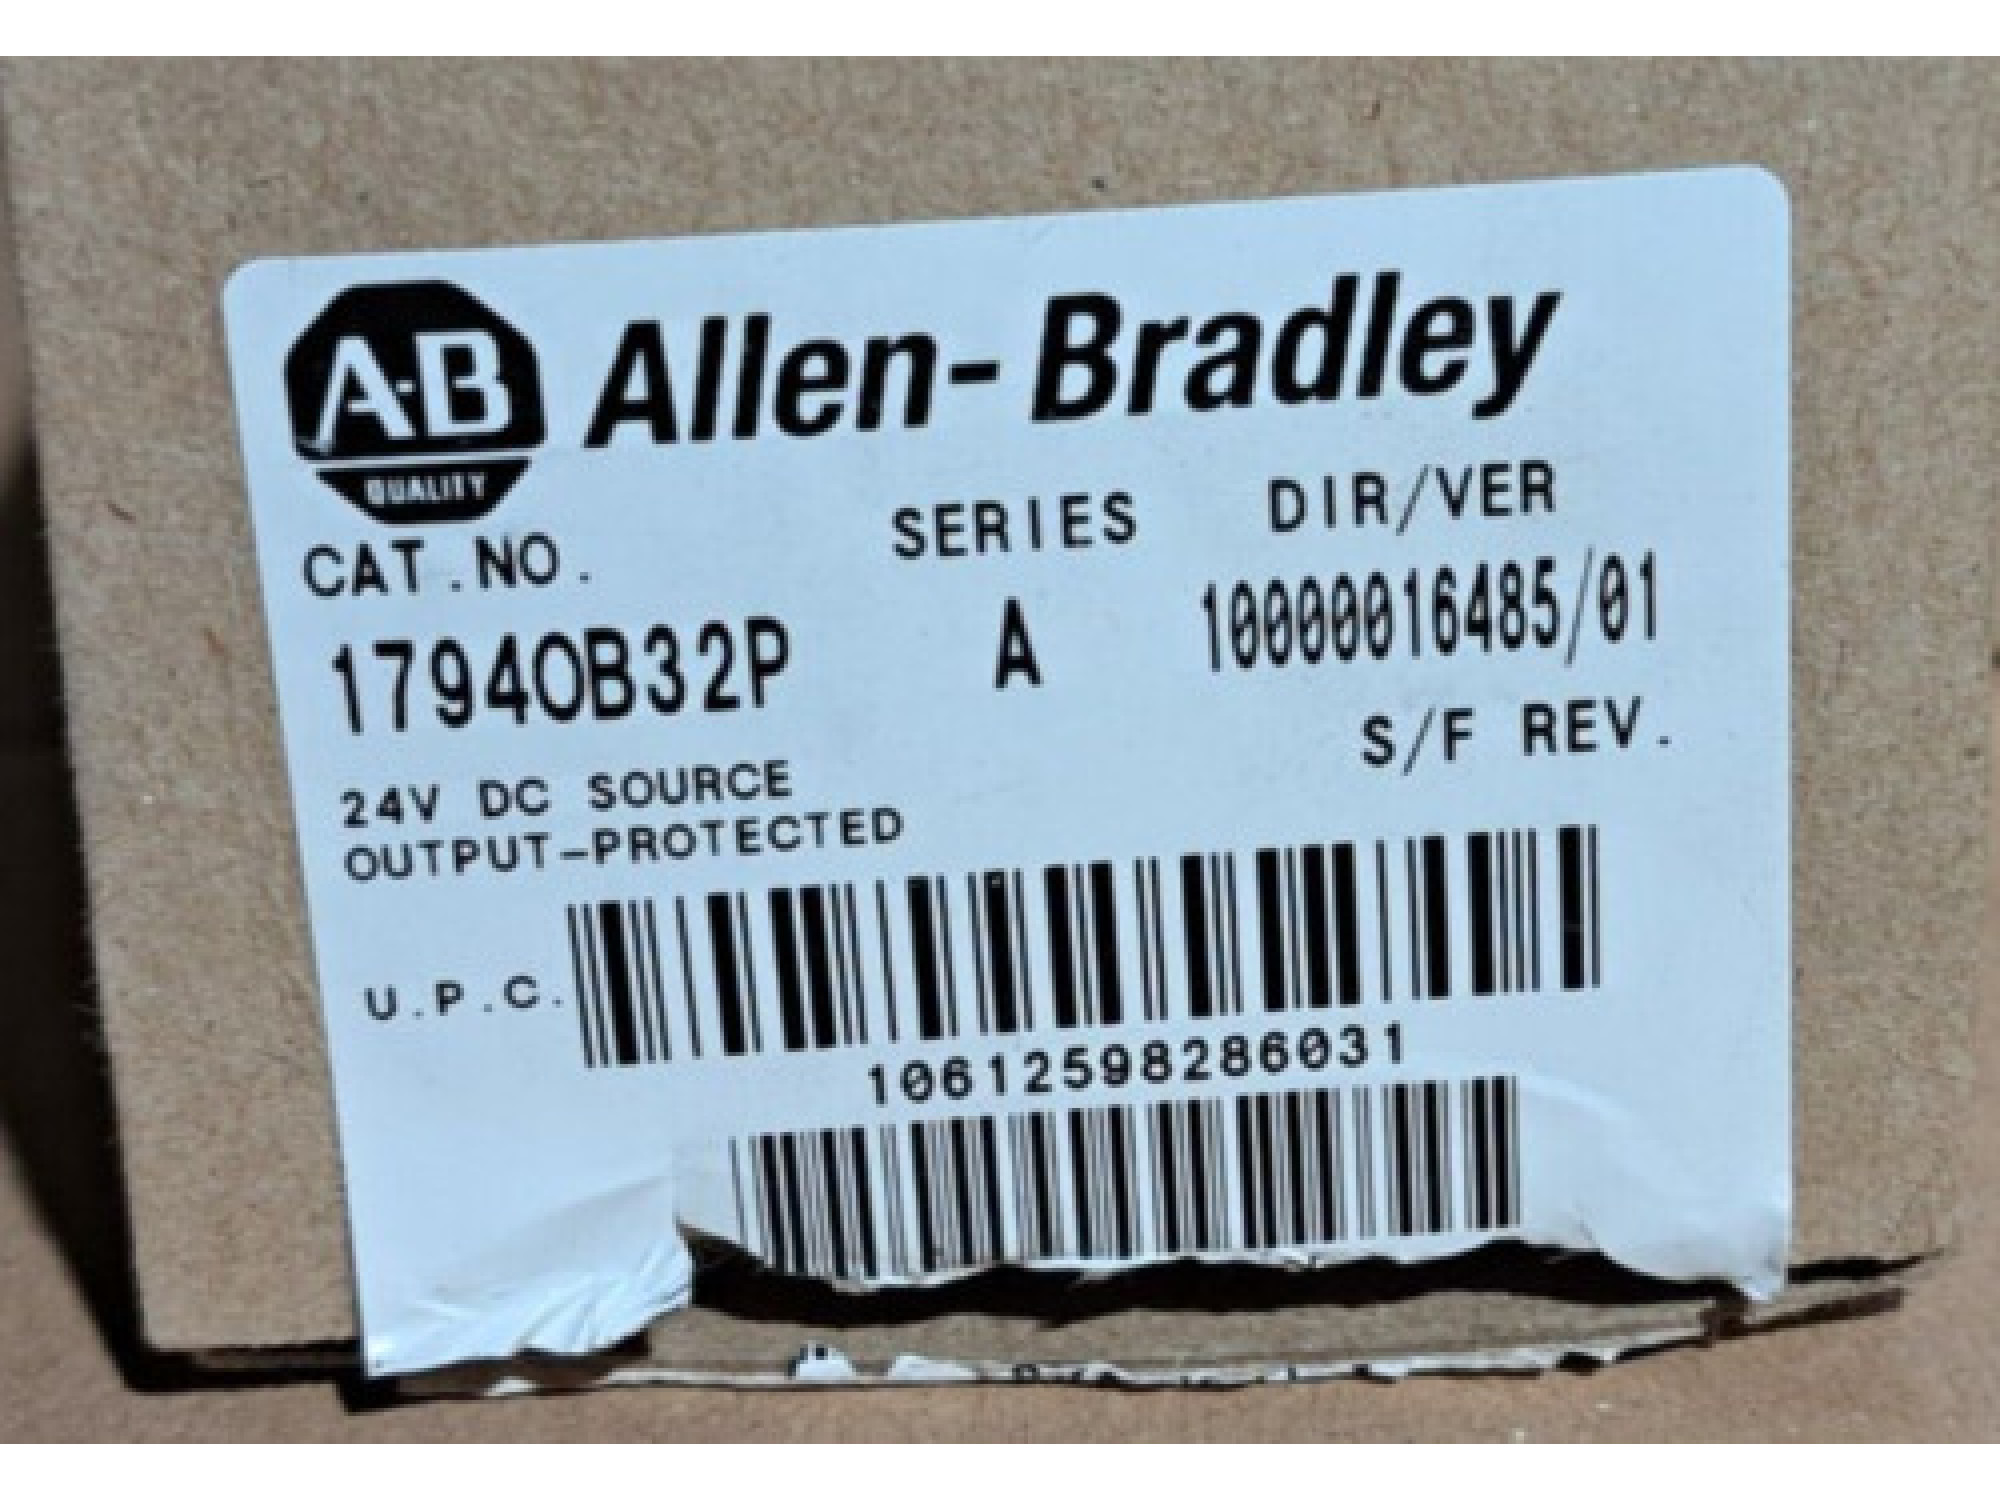 A-B QUALITY Allen-Bradley
CAT.NO. SERIES DIR/VER
1794OB32P A 10000016485/01
S/F REV.
24V DC SOURCE
OUTPUT-PROTECTED
U.P.C.
10612598286031